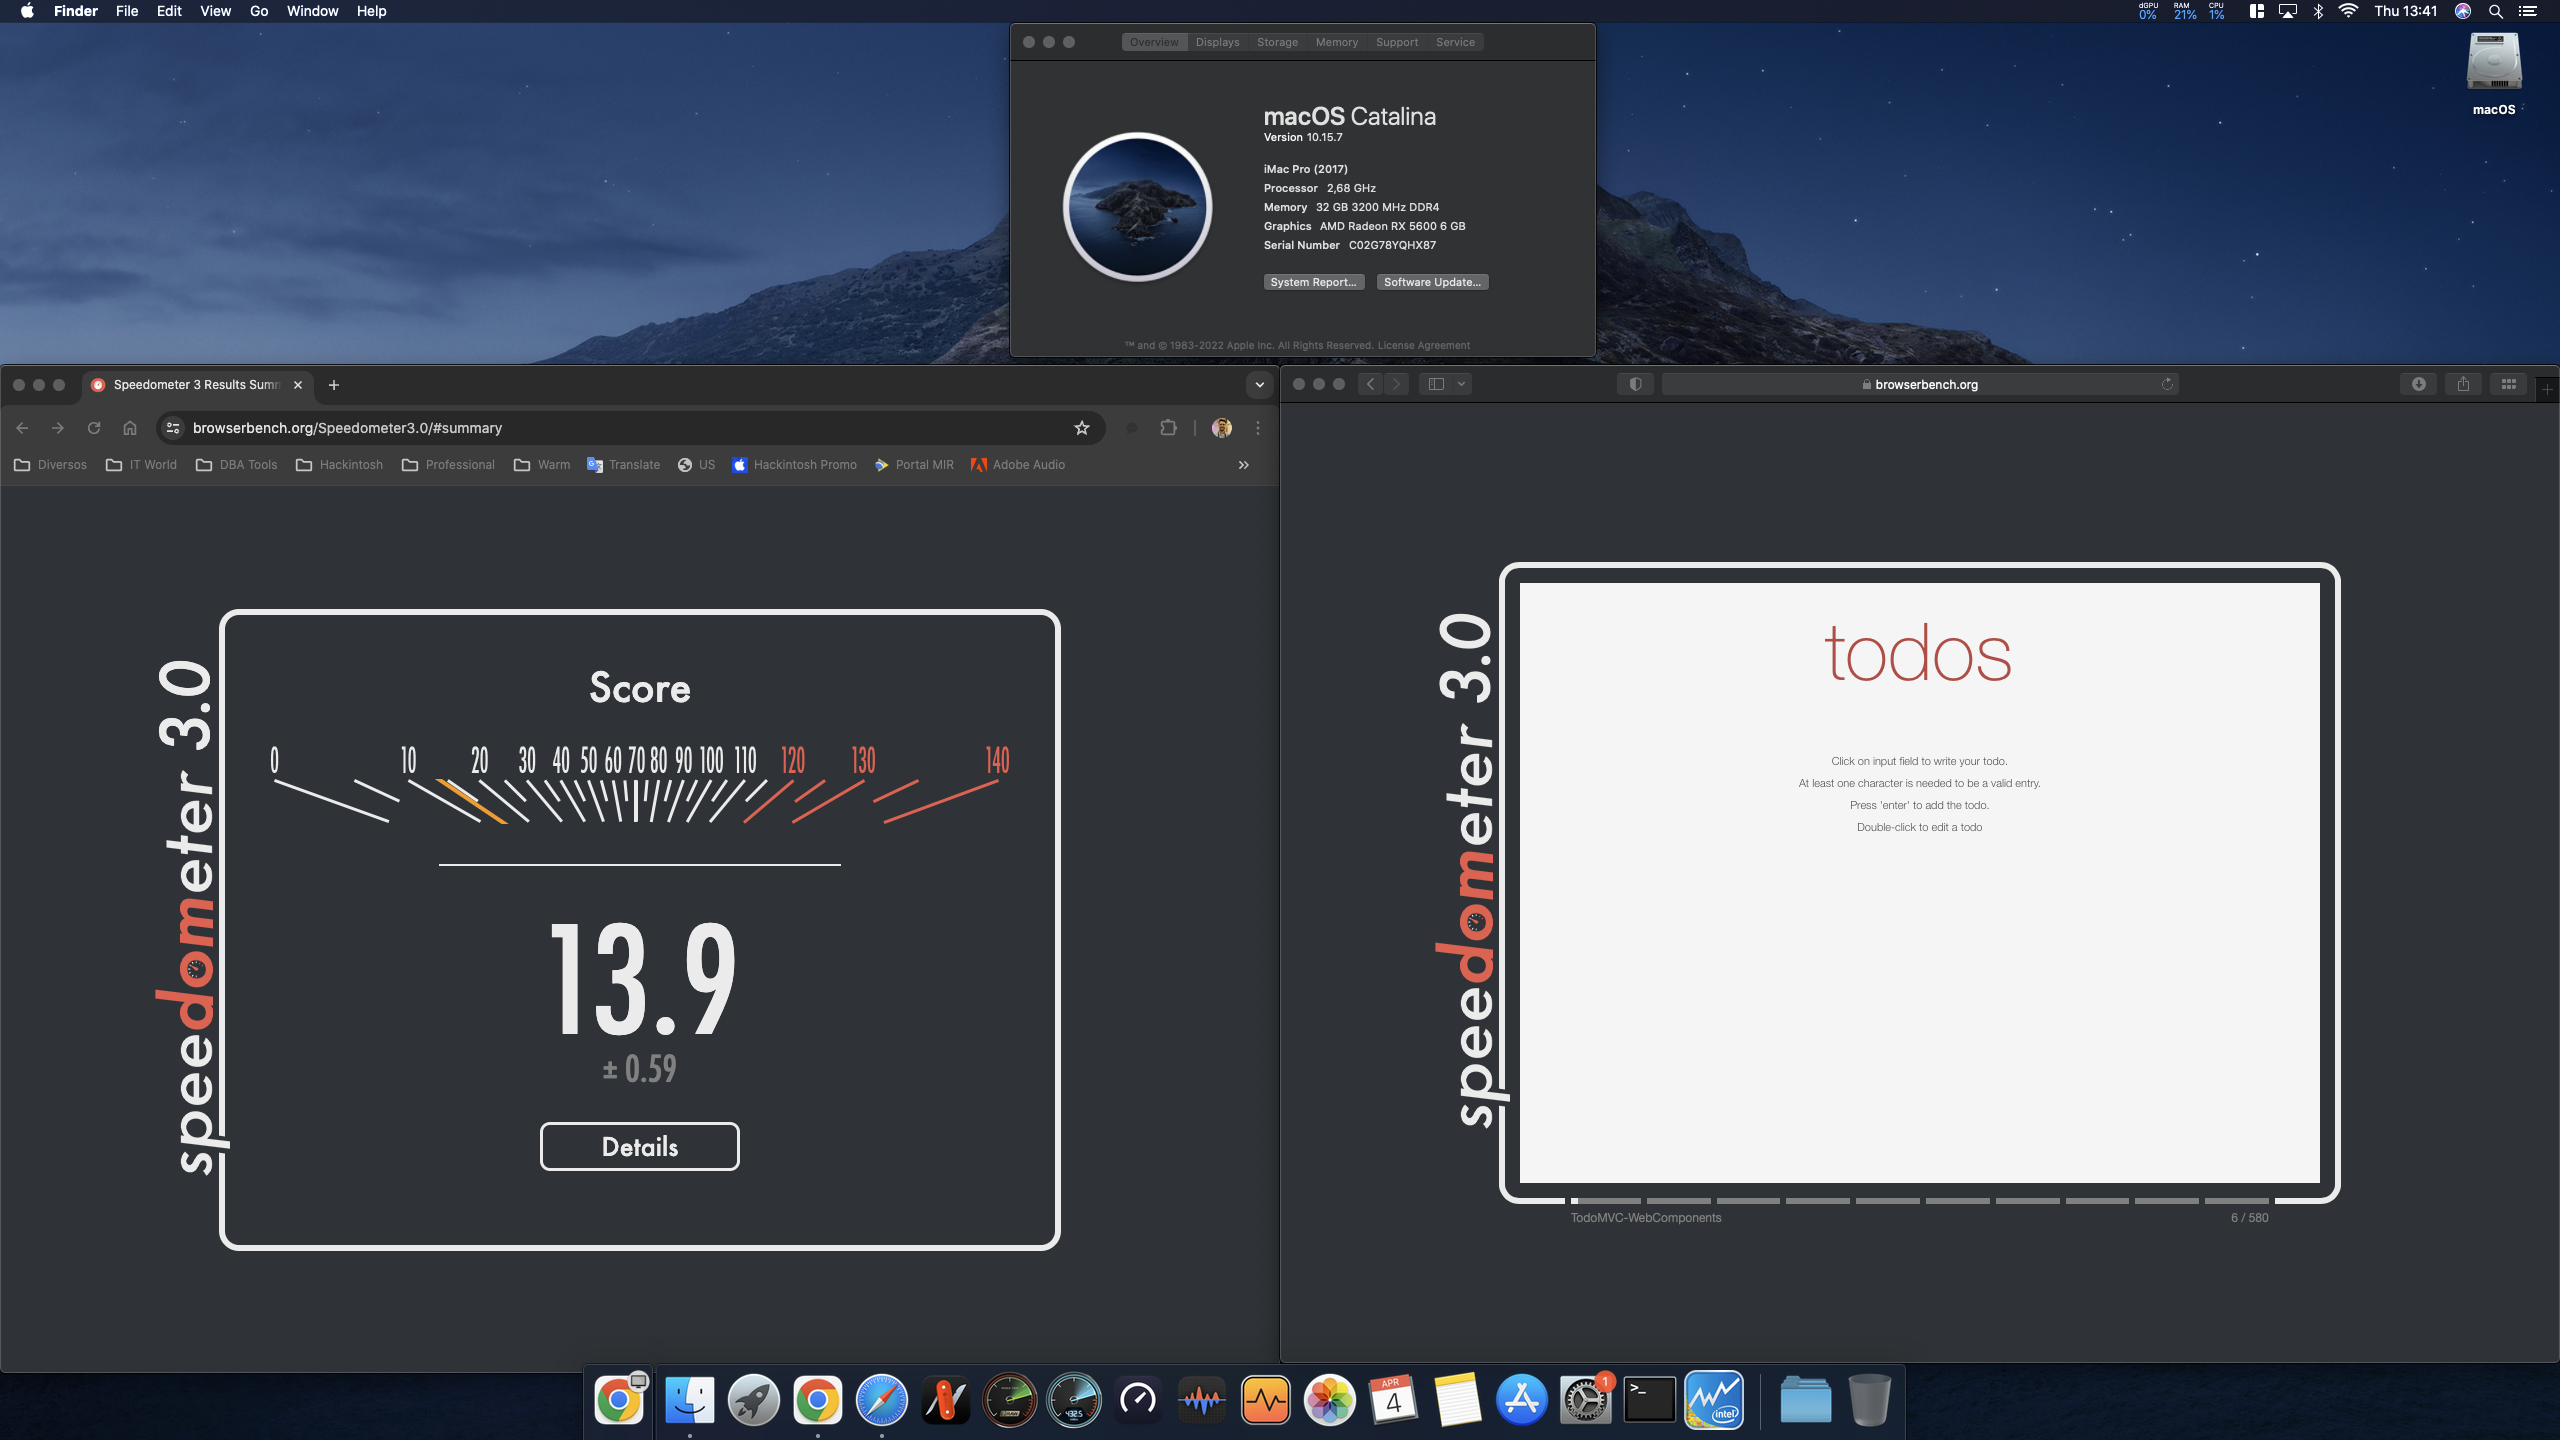 Finder File Edit View Go Window Help
dGPU RAM CPU
0% 21% 1%
Thu 13:41
macOS
Overview Displays Storage Memory Support Service
macOS Catalina
Version 10.15.7
iMac Pro (2017)
Processor 2,68 GHz
Memory 32 GB 3200 MHz DDR4
Graphics AMD Radeon RX 5600 6 GB
Serial Number C02G78YQHX87
System Report... Software Update...
™ and © 1983-2022 Apple Inc. All Rights Reserved. License Agreement
Speedometer 3 Results Sum
browserbench.org/Speedometer3.0/#summary
Diversos IT World DBA Tools Hackintosh Professional Warm Translate US Hackintosh Promo Portal MIR Adobe Audio
speedometer 3.0
Score
0 10 20 30 40 50 60 70 80 90 100 110 120 130 140
13.9
± 0.59
Details
browserbench.org
speedometer 3.0
todos
Click on input field to write your todo.
At least one character is needed to be a valid entry.
Press 'enter' to add the todo.
Double-click to edit a todo
TodoMVC-WebComponents
6 / 580
APR
4
1
intel